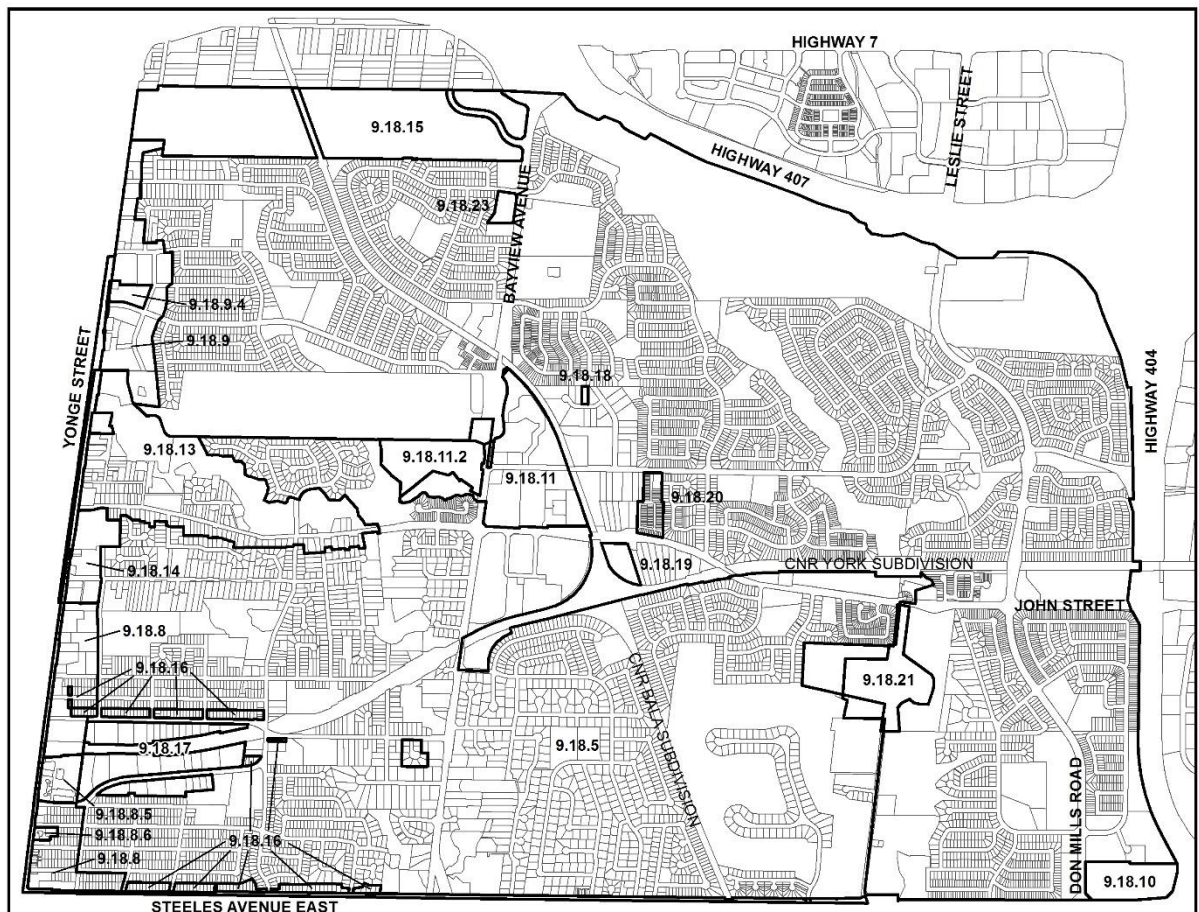 HIGHWAY 7
LESLIE STREET
9.18.15
HIGHWAY 407
9.18.23
BAYVIEW AVENUE
9.18.9.4
9.18.9
YONGE STREET
9.18.18
HIGHWAY 404
9.18.13
9.18.11.2
9.18.11
9.18.20
9.18.14
9.18.19
CNR YORK SUBDIVISION
JOHN STREET
9.18.8
9.18.16
CNR BALA SUBDIVISION
9.18.21
9.18.17
9.18.5
9.18.8.5
9.18.8.6
9.18.16
DON MILLS ROAD
9.18.8
9.18.10
STEELES AVENUE EAST